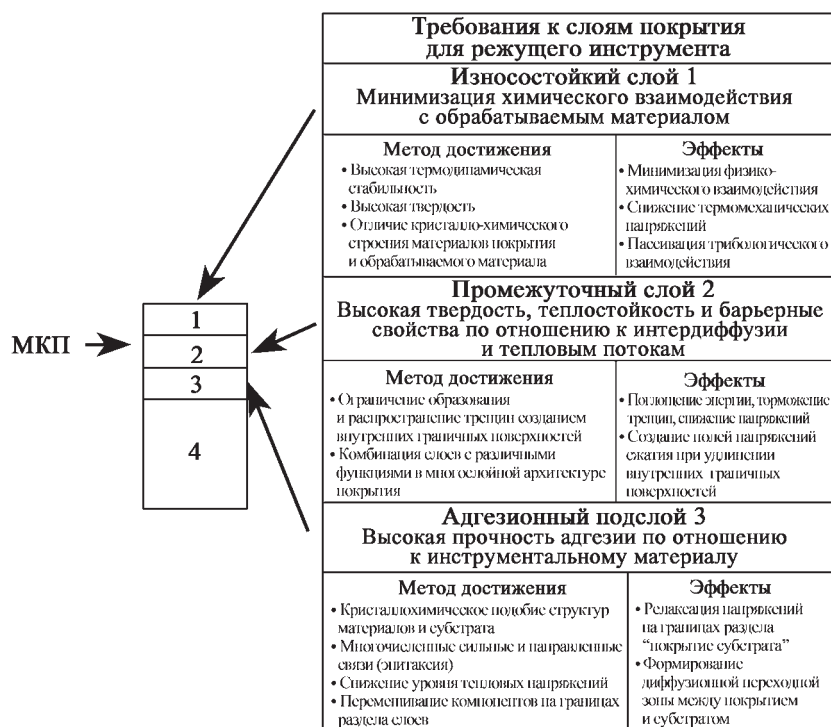 Требования к слоям покрытия
для режущего инструмента
Износостойкий слой 1
Минимизация химического взаимодействия
с обрабатываемым материалом
Метод достижения
• Высокая термодинамическая
стабильность
• Высокая твердость
• Отличие кристалло-химического
строения материалов покрытия
и обрабатываемого материала
Эффекты
• Минимизация физико-
химического взаимодействия
• Снижение термомеханических
напряжений
• Пассивация трибологического
взаимодействия
Промежуточный слой 2
Высокая твердость, теплостойкость и барьерные
свойства по отношению к интердиффузии
и тепловым потокам
Метод достижения
• Ограничение образования
и распространение трещин созданием
внутренних граничных поверхностей
• Комбинация слоев с различными
функциями в многослойной архитектуре
покрытия
Эффекты
• Поглощение энергии, торможение
трещин, снижение напряжений
• Создание полей напряжений
сжатия при удлинении
внутренних граничных
поверхностей
Адгезионный подслой 3
Высокая прочность адгезии по отношению
к инструментальному материалу
Метод достижения
• Кристаллохимическое подобие структур
материалов и субстрата
• Многочисленные сильные и направленные
связи (эпитаксия)
• Снижение уровня тепловых напряжений
• Перемешивание компонентов на границах
раздела слоев
Эффекты
• Релаксация напряжений
на границах раздела
“покрытие субстрата”
• Формирование
диффузионной переходной
зоны между покрытием
и субстратом
МКП
1
2
3
4